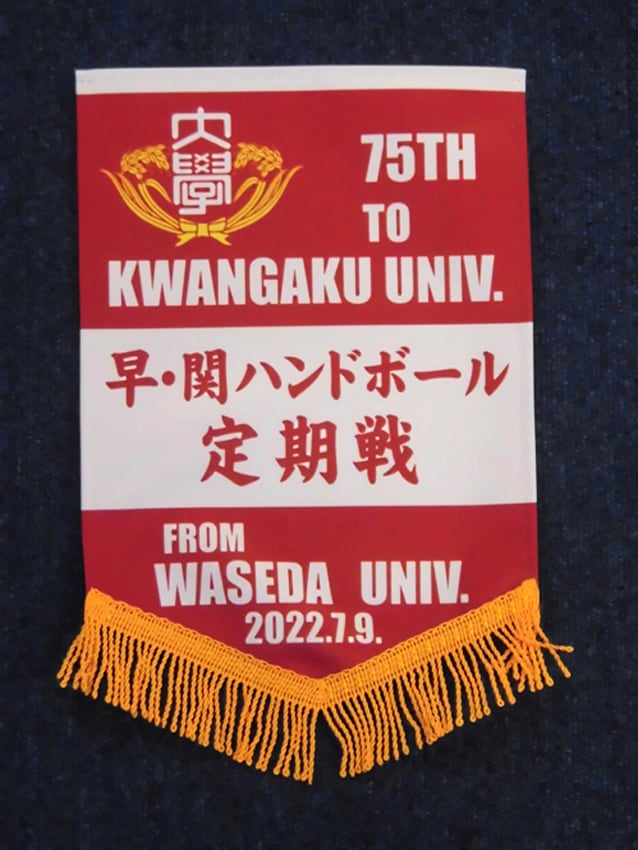 大學
75TH
TO
KWANGAKU UNIV.
早・関ハンドボール
定期戦
FROM
WASEDA UNIV.
2022.7.9.